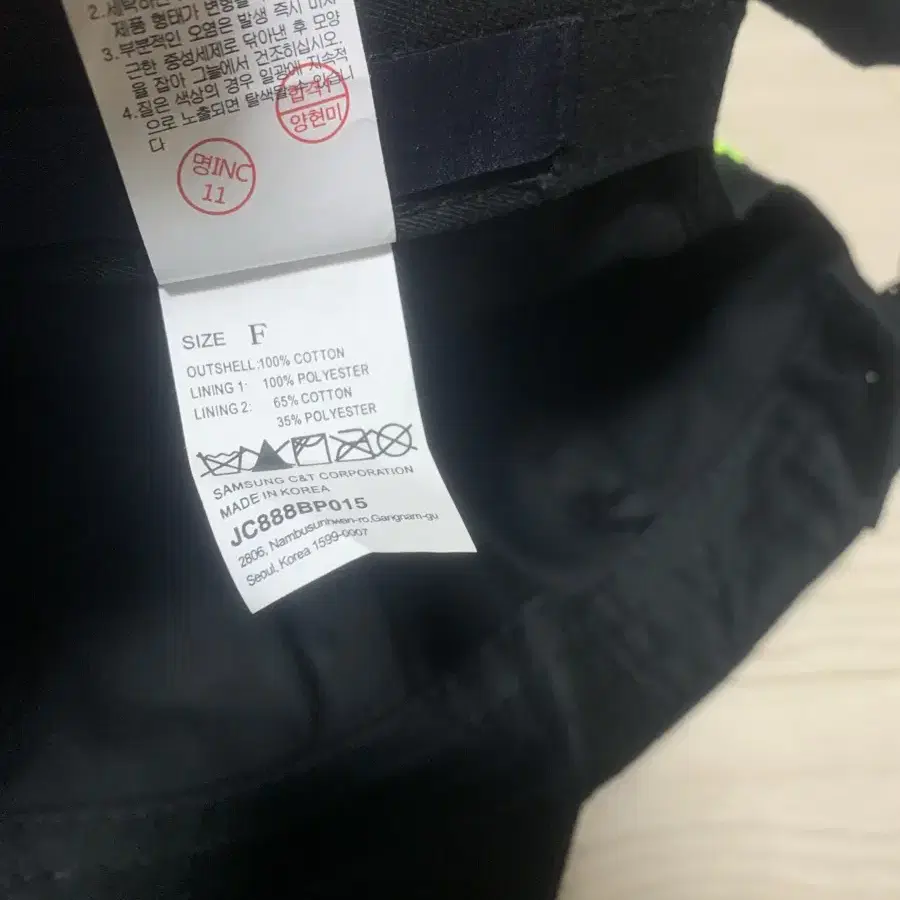 2.세탁하는
제품 형태가 변형될
3. 부분적인 오염은 발생 즉시 미지
근한 중성세제로 닦아낸 후 모양
을 잡아 그늘에서 건조하십시오.
4.짙은 색상의 경우 일광에 지속적
으로 노출되면 탈색될 수 있습니
다
합격1
양현미
명INC
11
SIZE F
OUTSHELL:100% COTTON
LINING 1: 100% POLYESTER
LINING 2: 65% COTTON
35% POLYESTER
SAMSUNG C&T CORPORATION
MADE IN KOREA
JC888BP015
2806, Nambusunhwan-ro.Gangnam-gu
Seoul, Korea 1599-0007